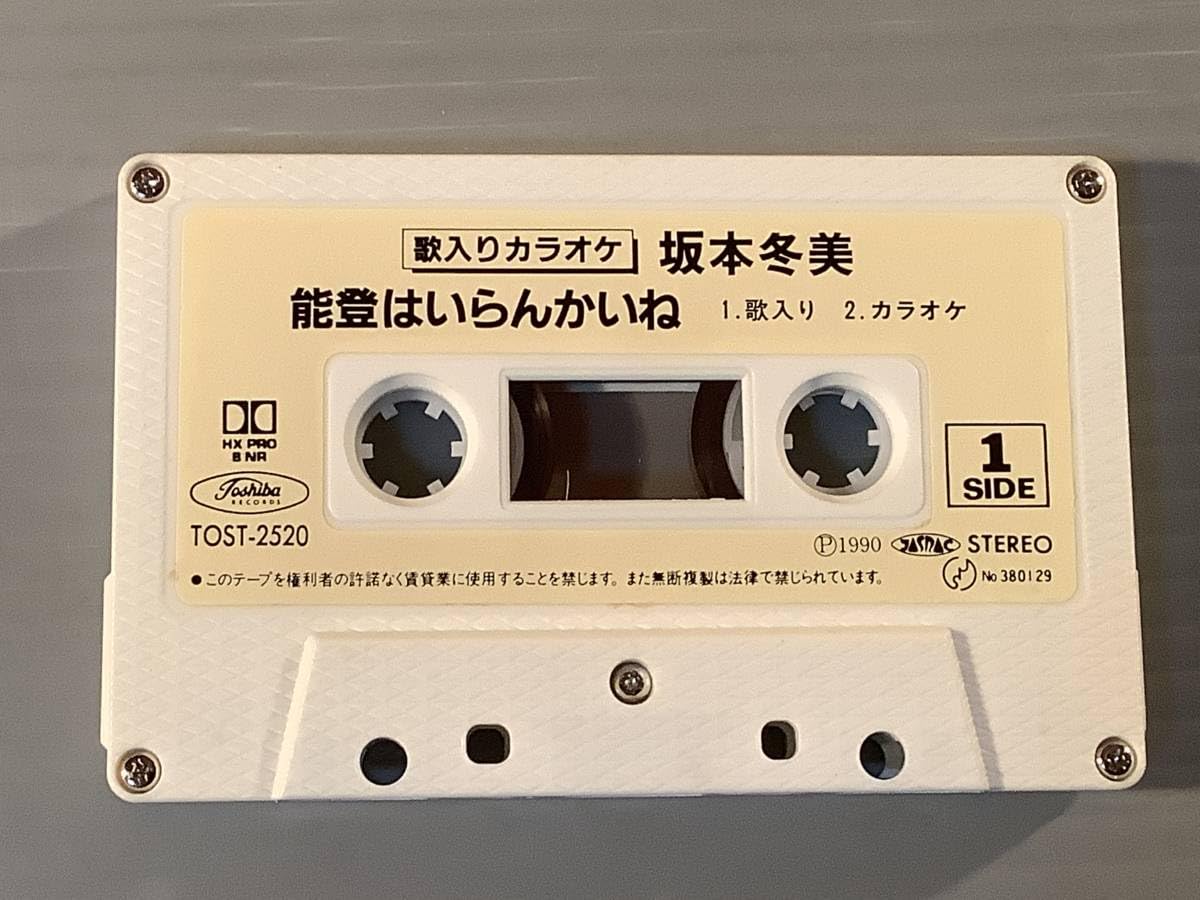 歌入りカラオケ 坂本冬美
能登はいらんかいね 1.歌入り 2.カラオケ
HX PRO
B NR
1
SIDE
Toshiba
RECORDS
TOST-2520
Ⓟ1990 JASRAC STEREO
●このテープを権利者の許諾なく賃貸業に使用することを禁じます。また無断複製は法律で禁じられています。
No 380129